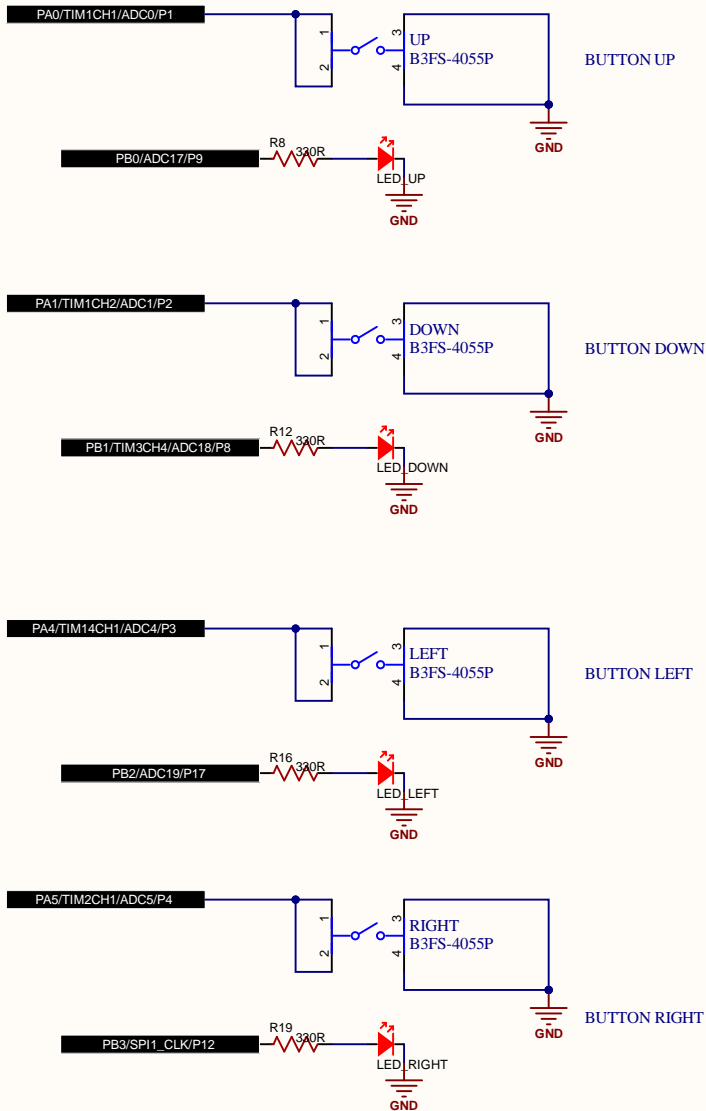 PA0/TIM1CH1/ADC0/P1
1
2
3
4
UP
B3FS-4055P
BUTTON UP
GND
PB0/ADC17/P9
R8
330R
LED_UP
GND
PA1/TIM1CH2/ADC1/P2
1
2
3
4
DOWN
B3FS-4055P
BUTTON DOWN
GND
PB1/TIM3CH4/ADC18/P8
R12
330R
LED_DOWN
GND
PA4/TIM14CH1/ADC4/P3
1
2
3
4
LEFT
B3FS-4055P
BUTTON LEFT
GND
PB2/ADC19/P17
R16
330R
LED_LEFT
GND
PA5/TIM2CH1/ADC5/P4
1
2
3
4
RIGHT
B3FS-4055P
BUTTON RIGHT
GND
PB3/SPI1_CLK/P12
R19
330R
LED_RIGHT
GND